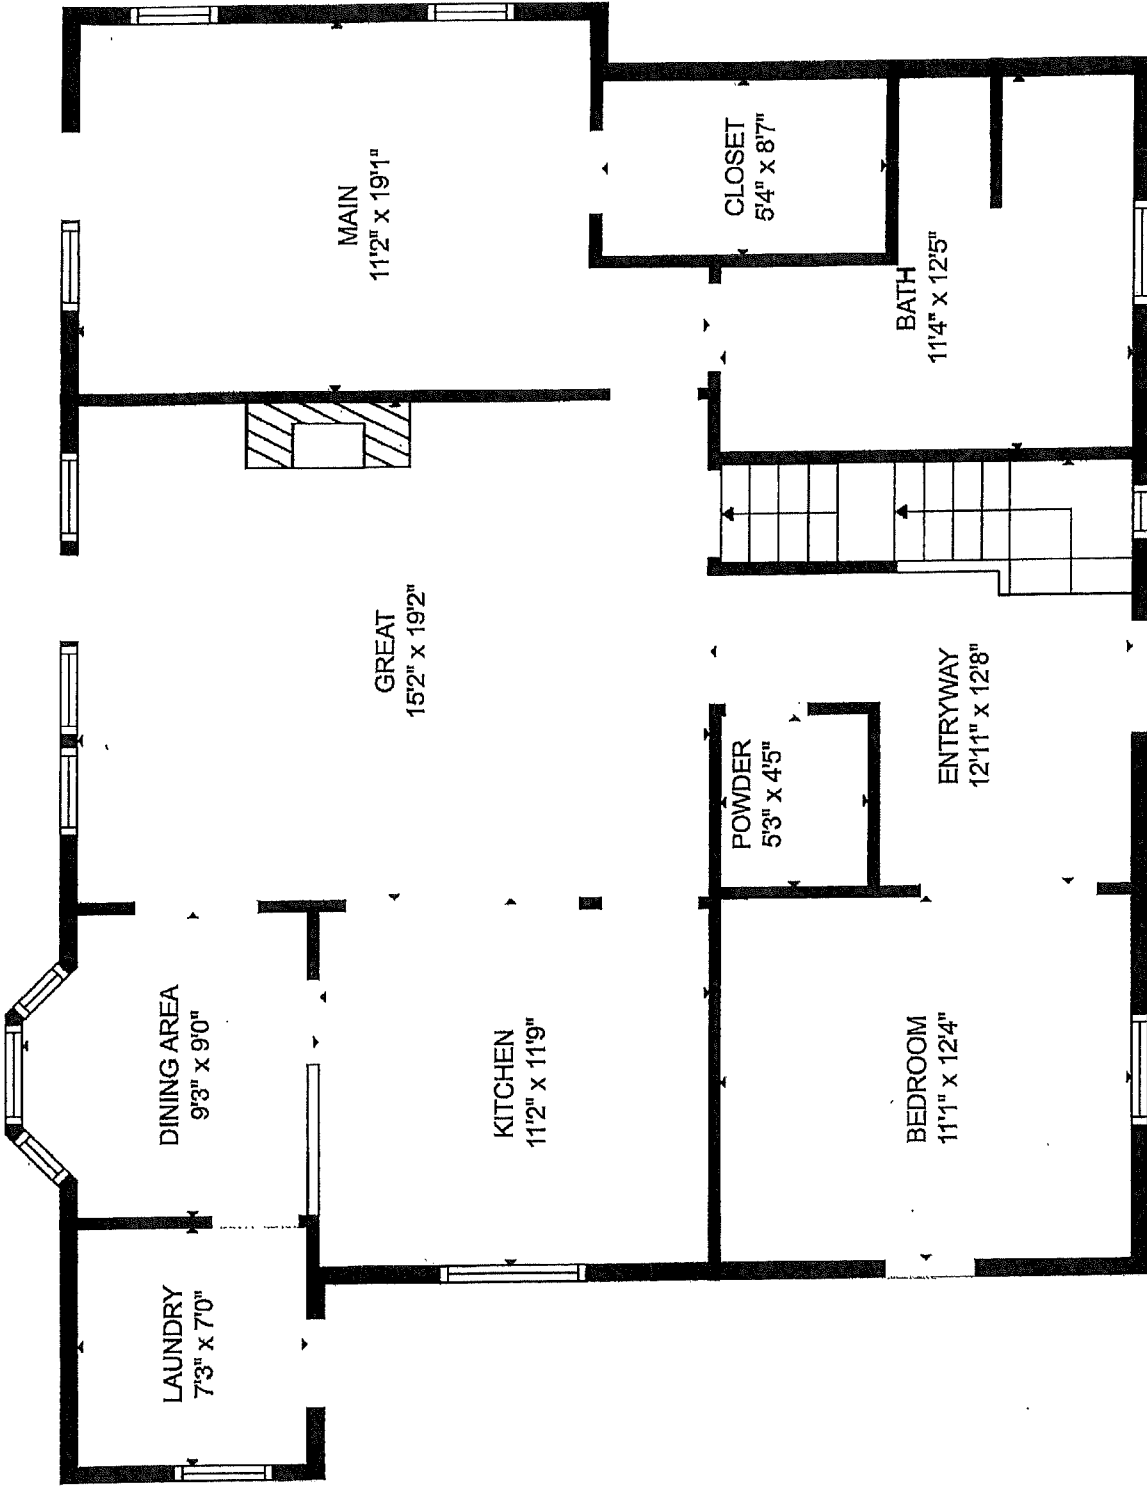 LAUNDRY
7'3" x 7'0"
DINING AREA
9'3" x 9'0"
KITCHEN
11'2" x 11'9"
GREAT
15'2" x 19'2"
MAIN
11'2" x 19'1"
BEDROOM
11'1" x 12'4"
POWDER
5'3" x 4'5"
ENTRYWAY
12'11" x 12'8"
BATH
11'4" x 12'5"
CLOSET
5'4" x 8'7"